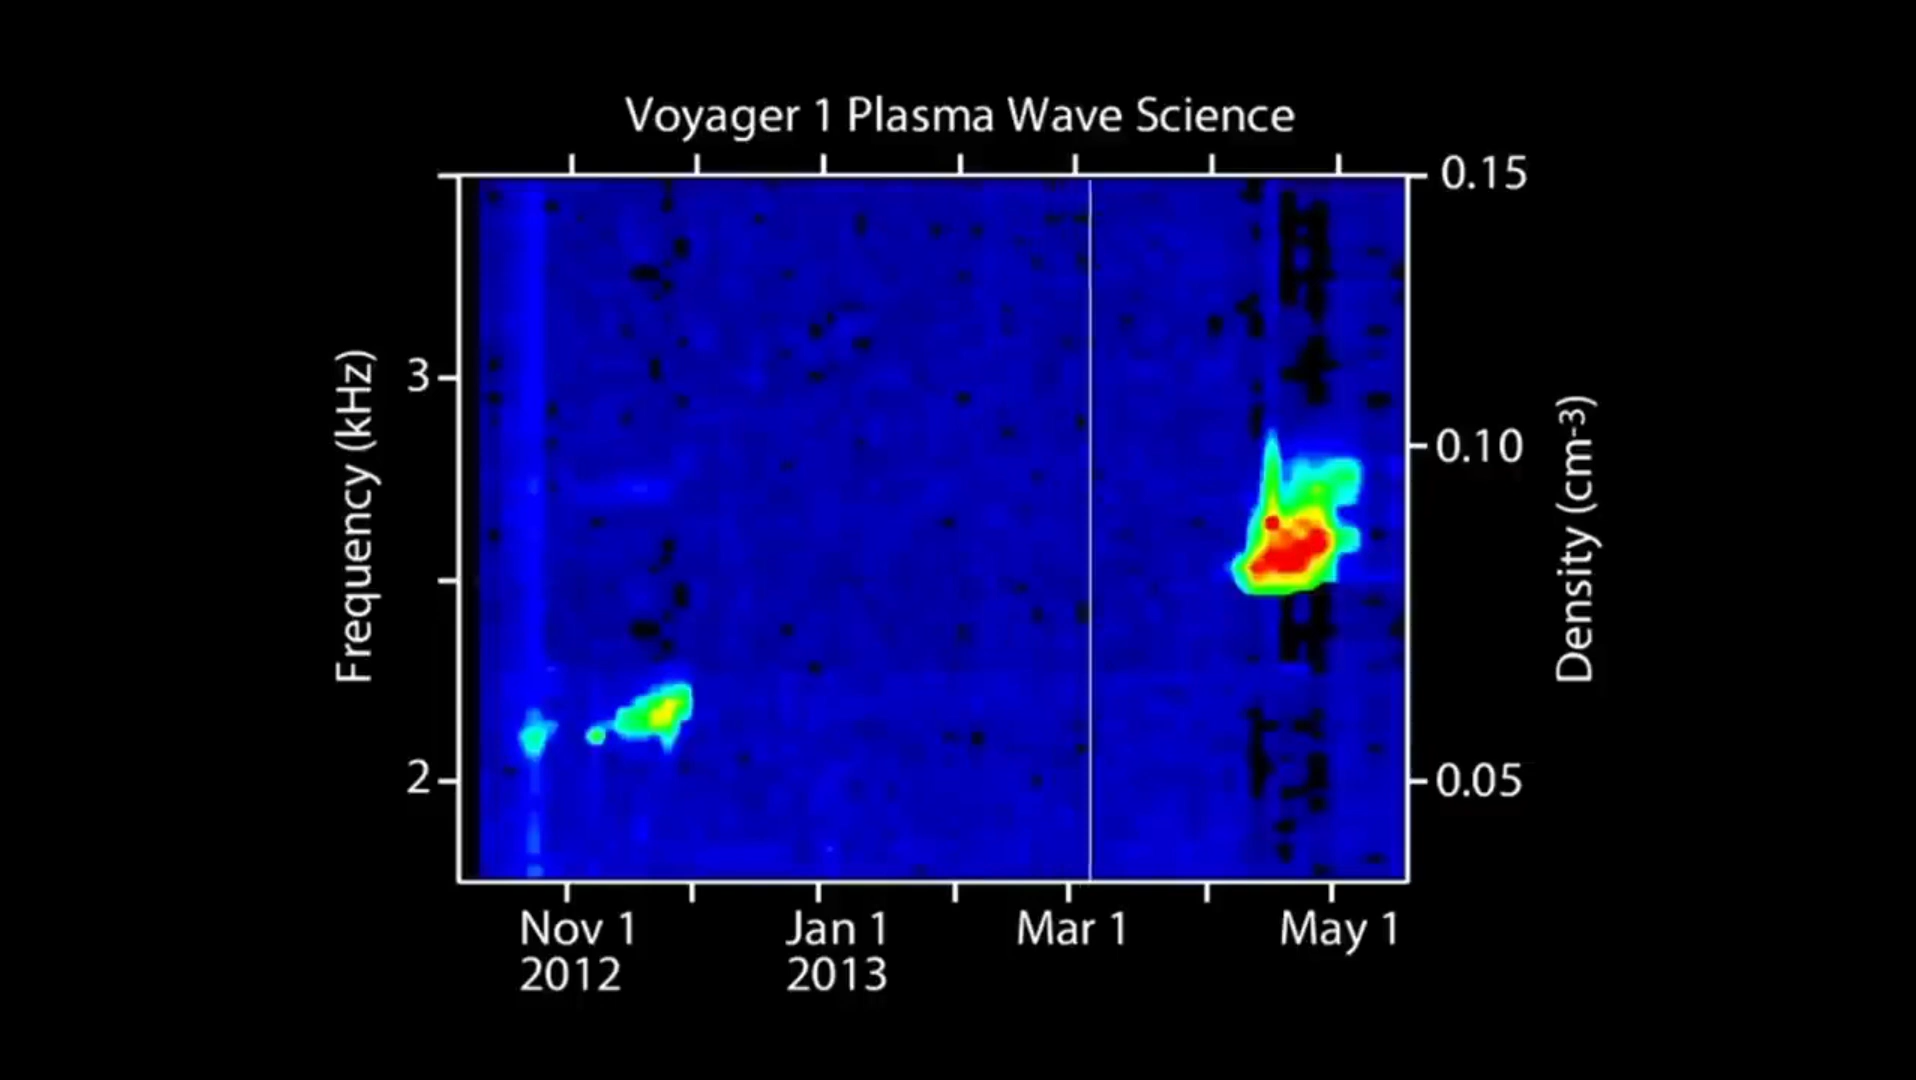 Voyager 1 Plasma Wave Science
0.15
3
0.10
2
0.05
Frequency (kHz)
Density (cm-3)
Nov 1
2012
Jan 1
2013
Mar 1
May 1